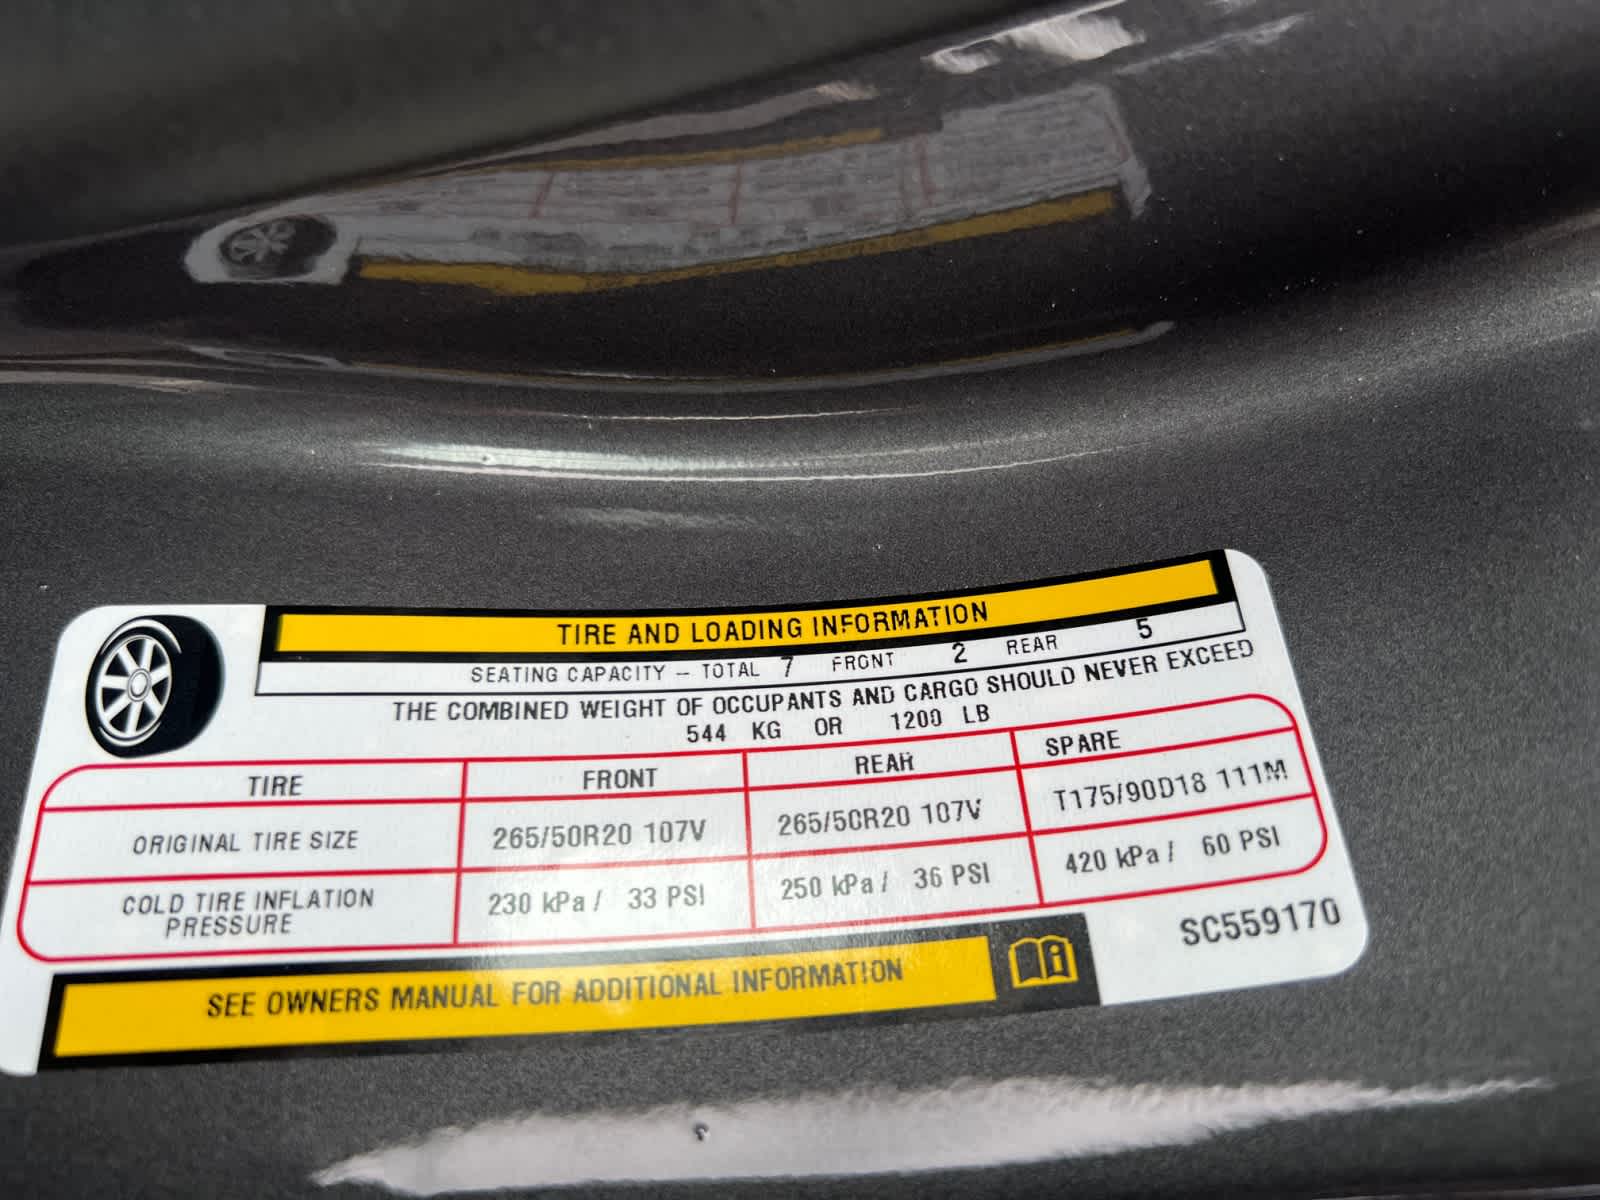 TIRE AND LOADING INFORMATION
SEATING CAPACITY – TOTAL 7 FRONT 2 REAR 5
THE COMBINED WEIGHT OF OCCUPANTS AND CARGO SHOULD NEVER EXCEED
544 KG OR 1200 LB
TIRE FRONT REAR SPARE
ORIGINAL TIRE SIZE 265/50R20 107V 265/50R20 107V T175/90D18 111M
COLD TIRE INFLATION PRESSURE 230 kPa / 33 PSI 250 kPa / 36 PSI 420 kPa / 60 PSI
SC559170
SEE OWNERS MANUAL FOR ADDITIONAL INFORMATION